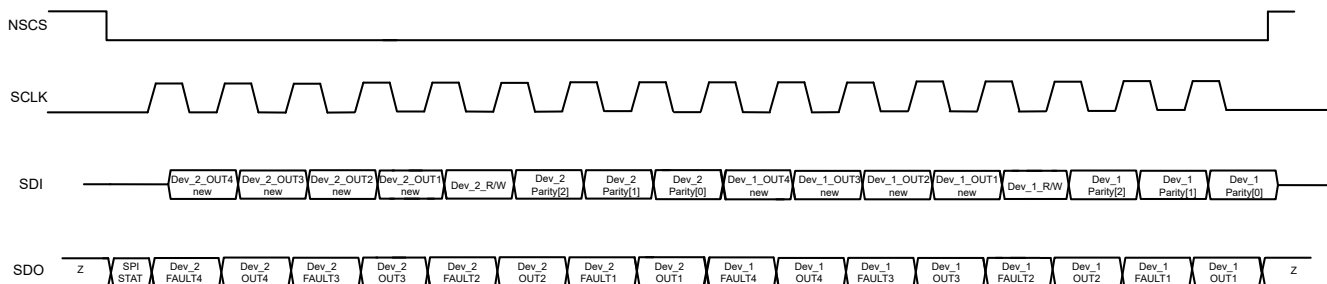 NSCS
SCLK
SDI
Dev_2_OUT4 new
Dev_2_OUT3 new
Dev_2_OUT2 new
Dev_2_OUT1 new
Dev_2_R/W
Dev_2 Parity[2]
Dev_2 Parity[1]
Dev_2 Parity[0]
Dev_1_OUT4 new
Dev_1_OUT3 new
Dev_1_OUT2 new
Dev_1_OUT1 new
Dev_1_R/W
Dev_1 Parity[2]
Dev_1 Parity[1]
Dev_1 Parity[0]
SDO
Z
SPI STAT
Dev_2 FAULT4
Dev_2 OUT4
Dev_2 FAULT3
Dev_2 OUT3
Dev_2 FAULT2
Dev_2 OUT2
Dev_2 FAULT1
Dev_2 OUT1
Dev_1 FAULT4
Dev_1 OUT4
Dev_1 FAULT3
Dev_1 OUT3
Dev_1 FAULT2
Dev_1 OUT2
Dev_1 FAULT1
Dev_1 OUT1
Z